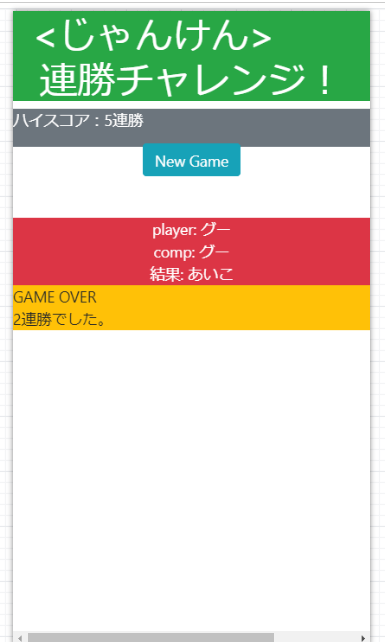 <じゃんけん>
連勝チャレンジ！
ハイスコア：5連勝
New Game
player: グー
comp: グー
結果: あいこ
GAME OVER
2連勝でした。